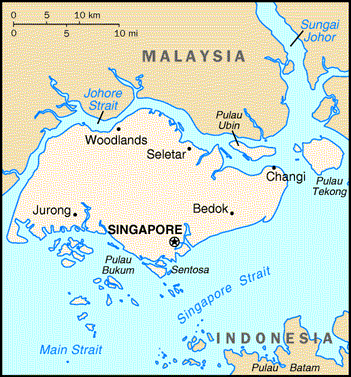 0 5 10 km
0 5 10 mi
Sungai
Johor
MALAYSIA
Johore
Strait
Pulau
Ubin
Woodlands
Seletar
Changi
Pulau
Tekong
Jurong
Bedok
SINGAPORE
Pulau
Bukum
Sentosa
Singapore Strait
Main Strait
INDONESIA
Pulau Batam